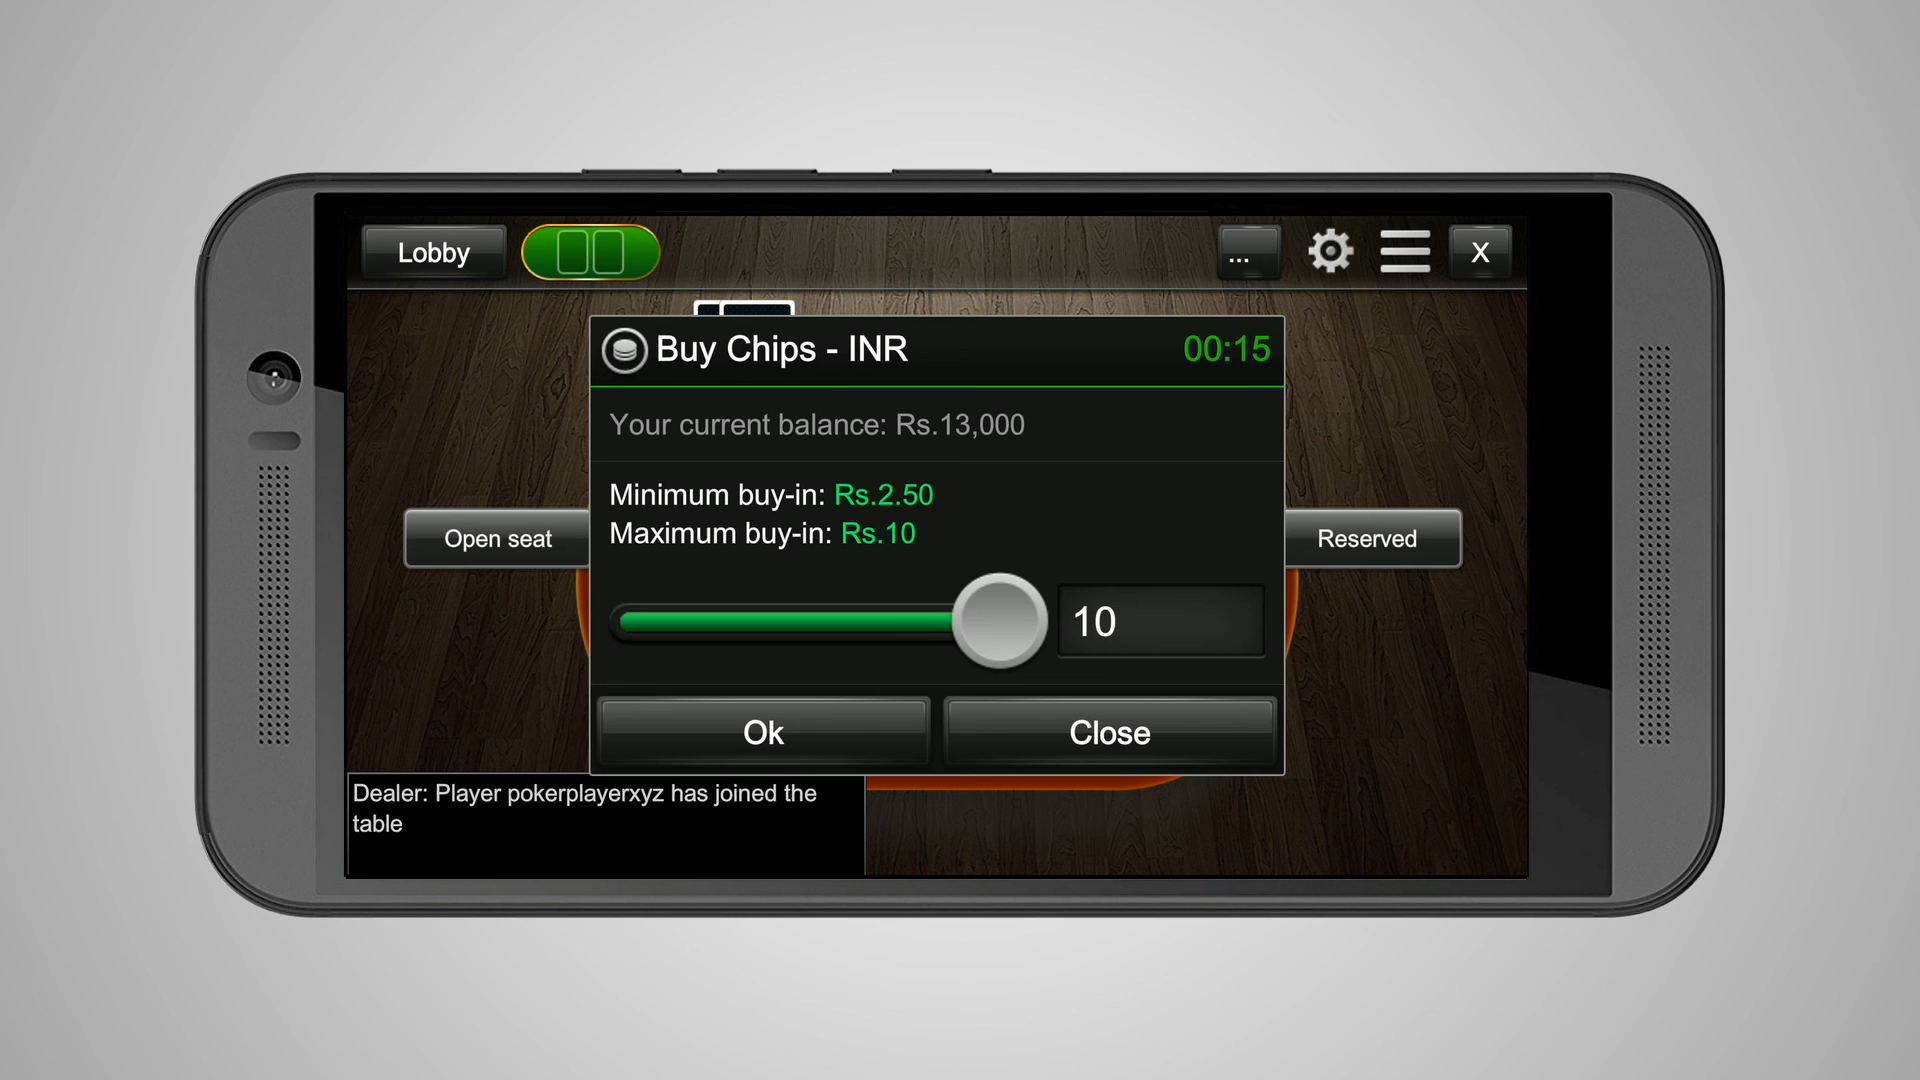 Lobby
...
X
Buy Chips - INR
00:15
Your current balance: Rs.13,000
Minimum buy-in: Rs.2.50
Maximum buy-in: Rs.10
Open seat
Reserved
10
Ok
Close
Dealer: Player pokerplayerxyz has joined the
table